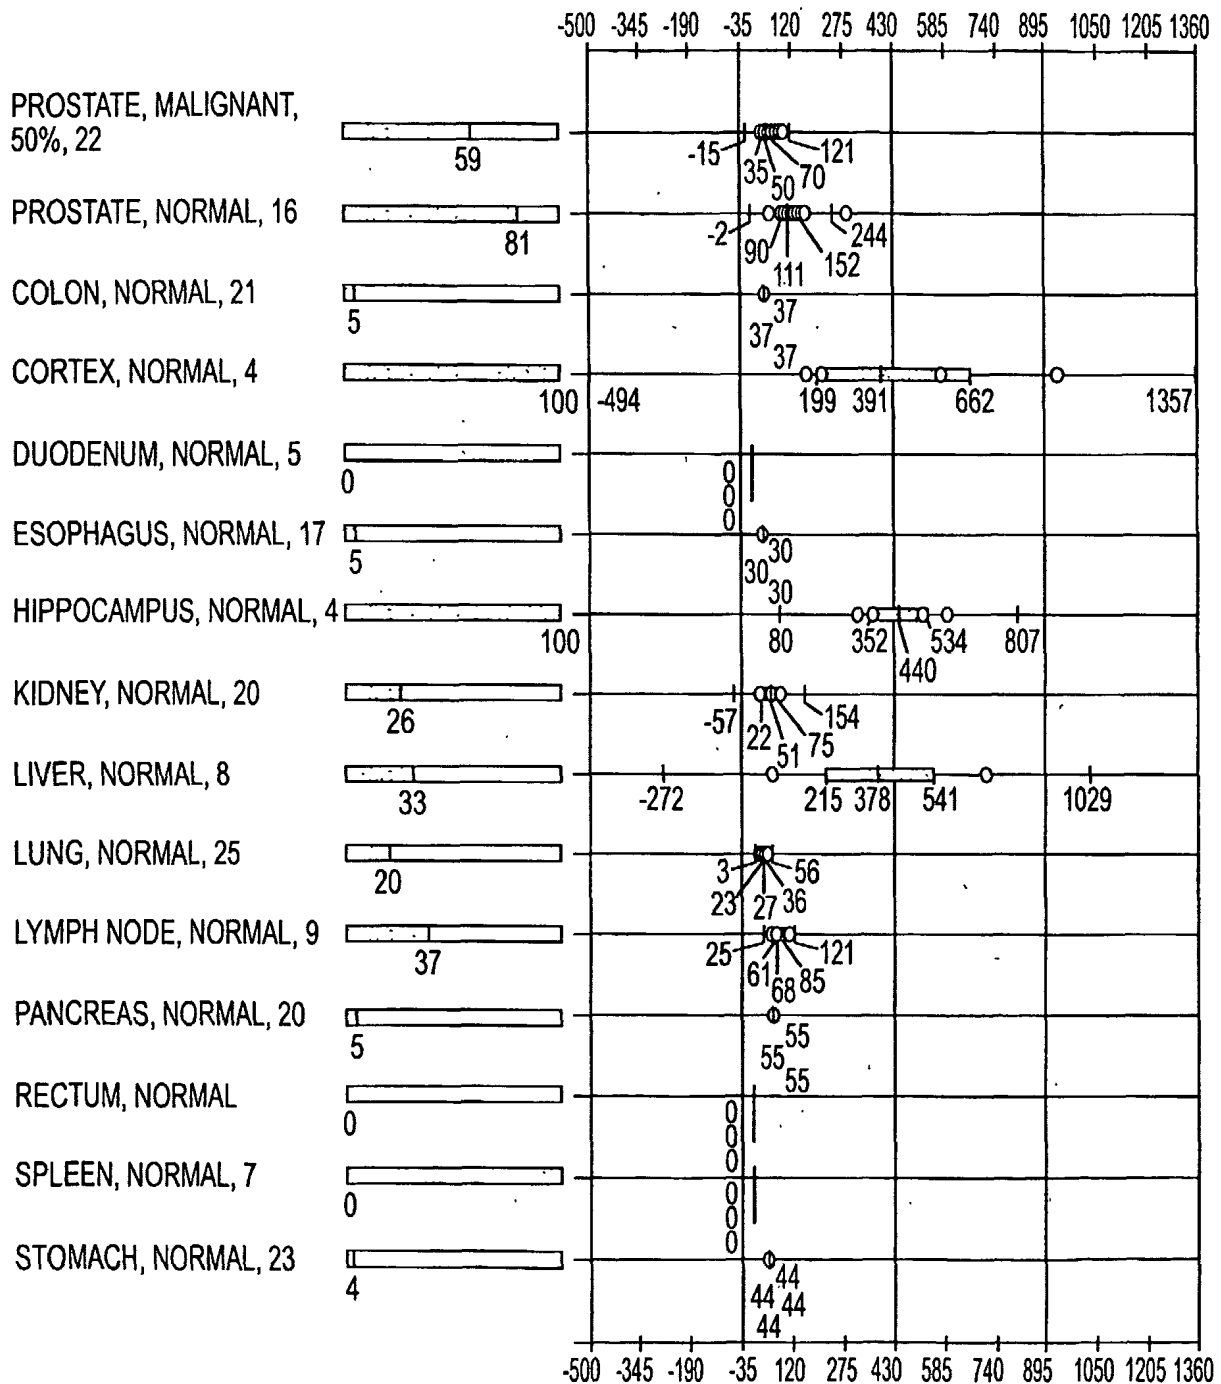 -500 -345 -190 -35 120 275 430 585 740 895 1050 1205 1360
PROSTATE, MALIGNANT,
50%, 22
59
-15 121
35 70
50
PROSTATE, NORMAL, 16
81
-2 244
90 152
111
COLON, NORMAL, 21
5
37
37
37
CORTEX, NORMAL, 4
100 -494 199 391 662 1357
DUODENUM, NORMAL, 5
0
0
0
0
ESOPHAGUS, NORMAL, 17
5
30
30
30
HIPPOCAMPUS, NORMAL, 4
100 80 352 534 807
440
KIDNEY, NORMAL, 20
26
-57 154
22 75
51
LIVER, NORMAL, 8
33
-272 215 378 541 1029
LUNG, NORMAL, 25
20
3 56
23 27 36
LYMPH NODE, NORMAL, 9
37
25 121
61 85
68
PANCREAS, NORMAL, 20
5
55
55
55
RECTUM, NORMAL
0
0
0
0
SPLEEN, NORMAL, 7
0
0
0
0
STOMACH, NORMAL, 23
4
44
44 44
44
-500 -345 -190 -35 120 275 430 585 740 895 1050 1205 1360